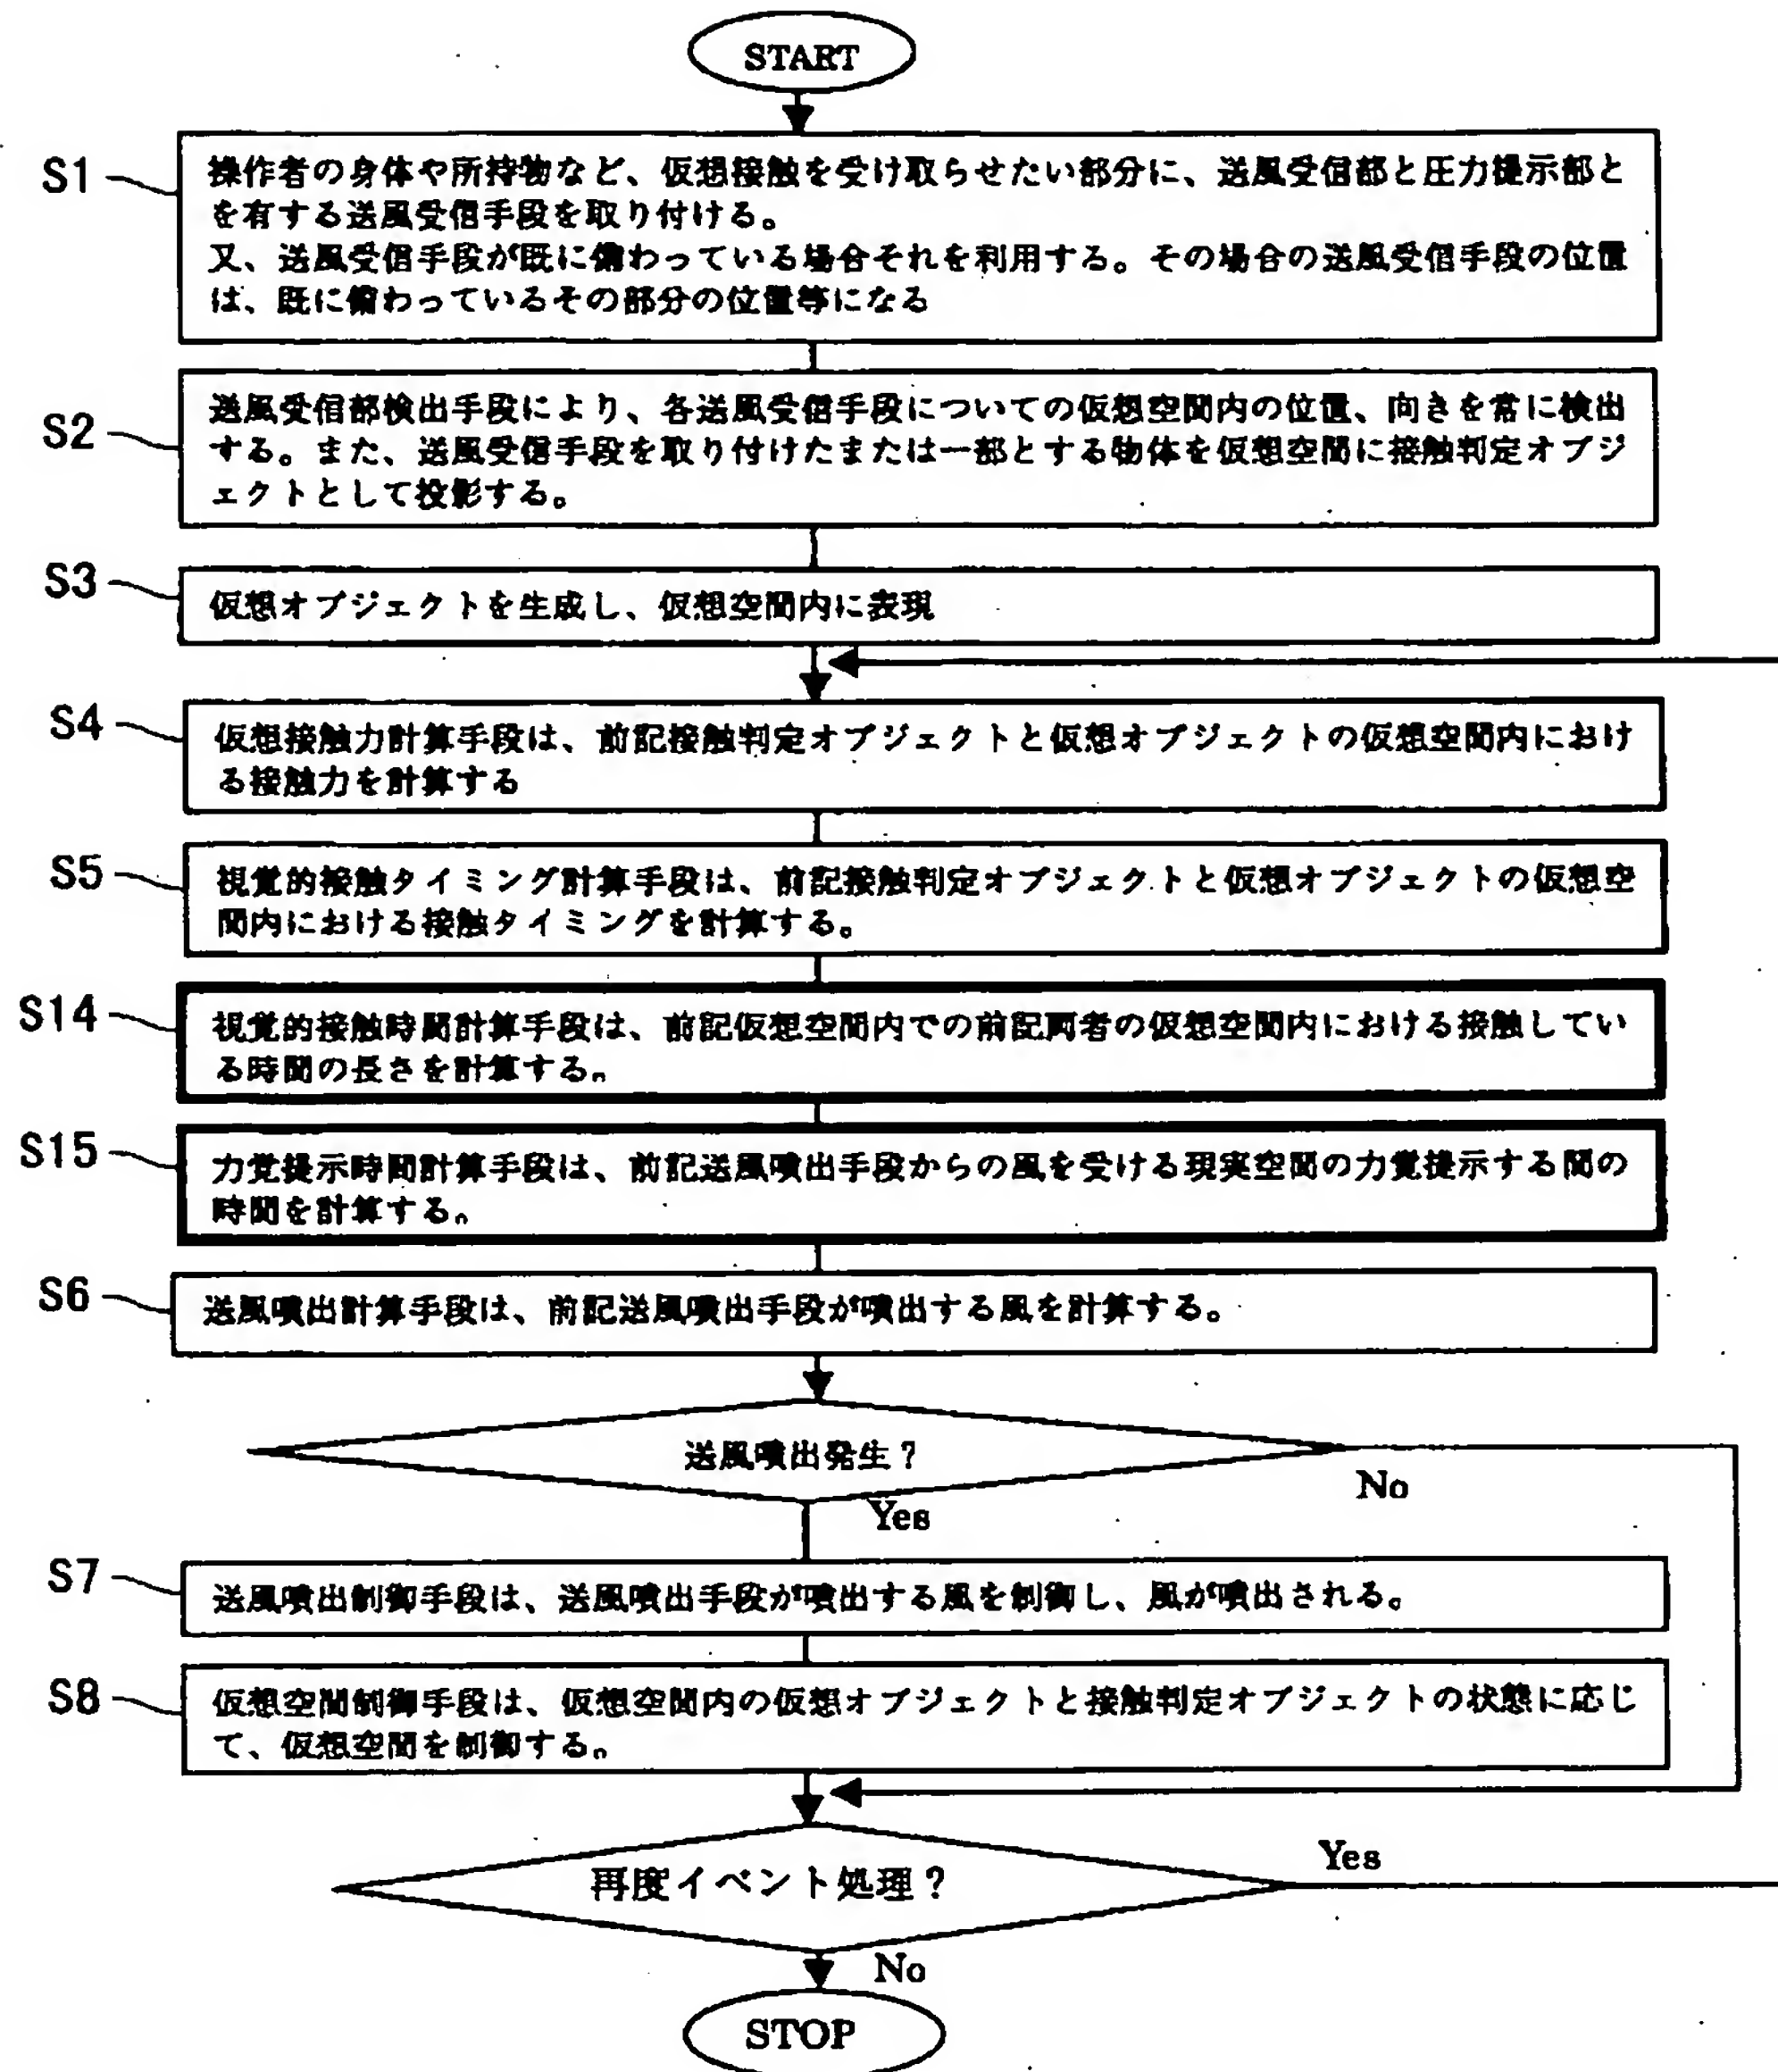 START
S1
操作者の身体や所持物など、仮想接触を受け取らせたい部分に、送風受信部と圧力提示部と
を有する送風受信手段を取り付ける。
又、送風受信手段が既に備わっている場合それを利用する。その場合の送風受信手段の位置
は、既に備わっているその部分の位置等になる
S2
送風受信部検出手段により、各送風受信手段についての仮想空間内の位置、向きを常に検出
する。また、送風受信手段を取り付けたまたは一部とする物体を仮想空間に接触判定オブジ
ェクトとして投影する。
S3
仮想オブジェクトを生成し、仮想空間内に表現
S4
仮想接触力計算手段は、前記接触判定オブジェクトと仮想オブジェクトの仮想空間内におけ
る接触力を計算する
S5
視覚的接触タイミング計算手段は、前記接触判定オブジェクトと仮想オブジェクトの仮想空
間内における接触タイミングを計算する。
S14
視覚的接触時間計算手段は、前記仮想空間内での前記両者の仮想空間内における接触してい
る時間の長さを計算する。
S15
力覚提示時間計算手段は、前記送風噴出手段からの風を受ける現実空間の力覚提示する間の
時間を計算する。
S6
送風噴出計算手段は、前記送風噴出手段が噴出する風を計算する。
送風噴出発生？
No
Yes
S7
送風噴出制御手段は、送風噴出手段が噴出する風を制御し、風が噴出される。
S8
仮想空間制御手段は、仮想空間内の仮想オブジェクトと接触判定オブジェクトの状態に応じ
て、仮想空間を制御する。
再度イベント処理？
Yes
No
STOP